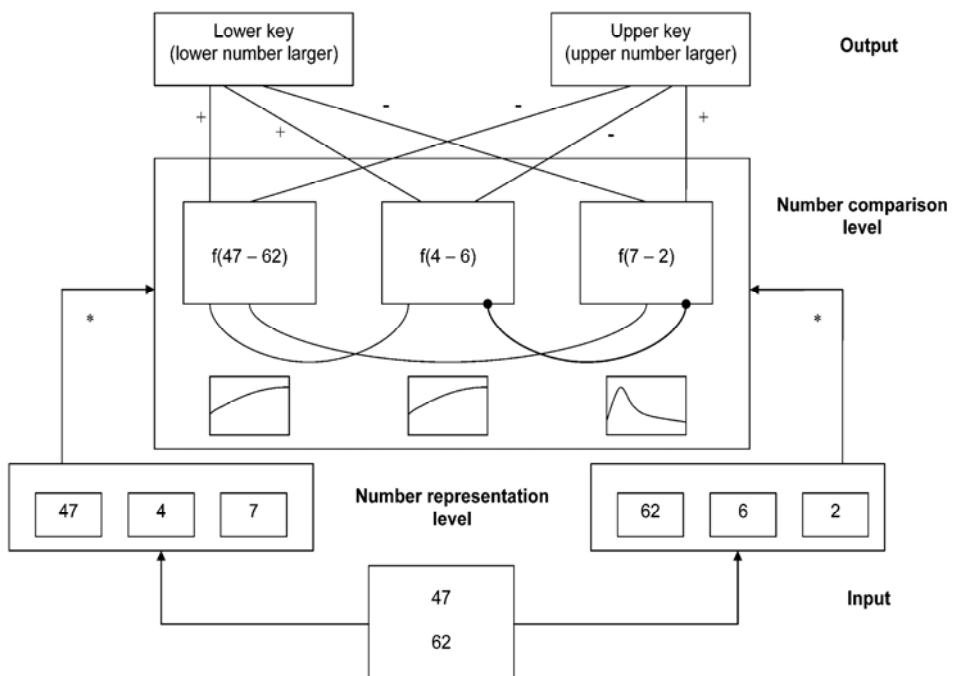 Lower key
(lower number larger)
Upper key
(upper number larger)
Output
+
+
-
-
-
+
Number comparison
level
f(47 – 62)
f(4 – 6)
f(7 – 2)
*
*
Number representation
level
47
4
7
62
6
2
Input
47
62